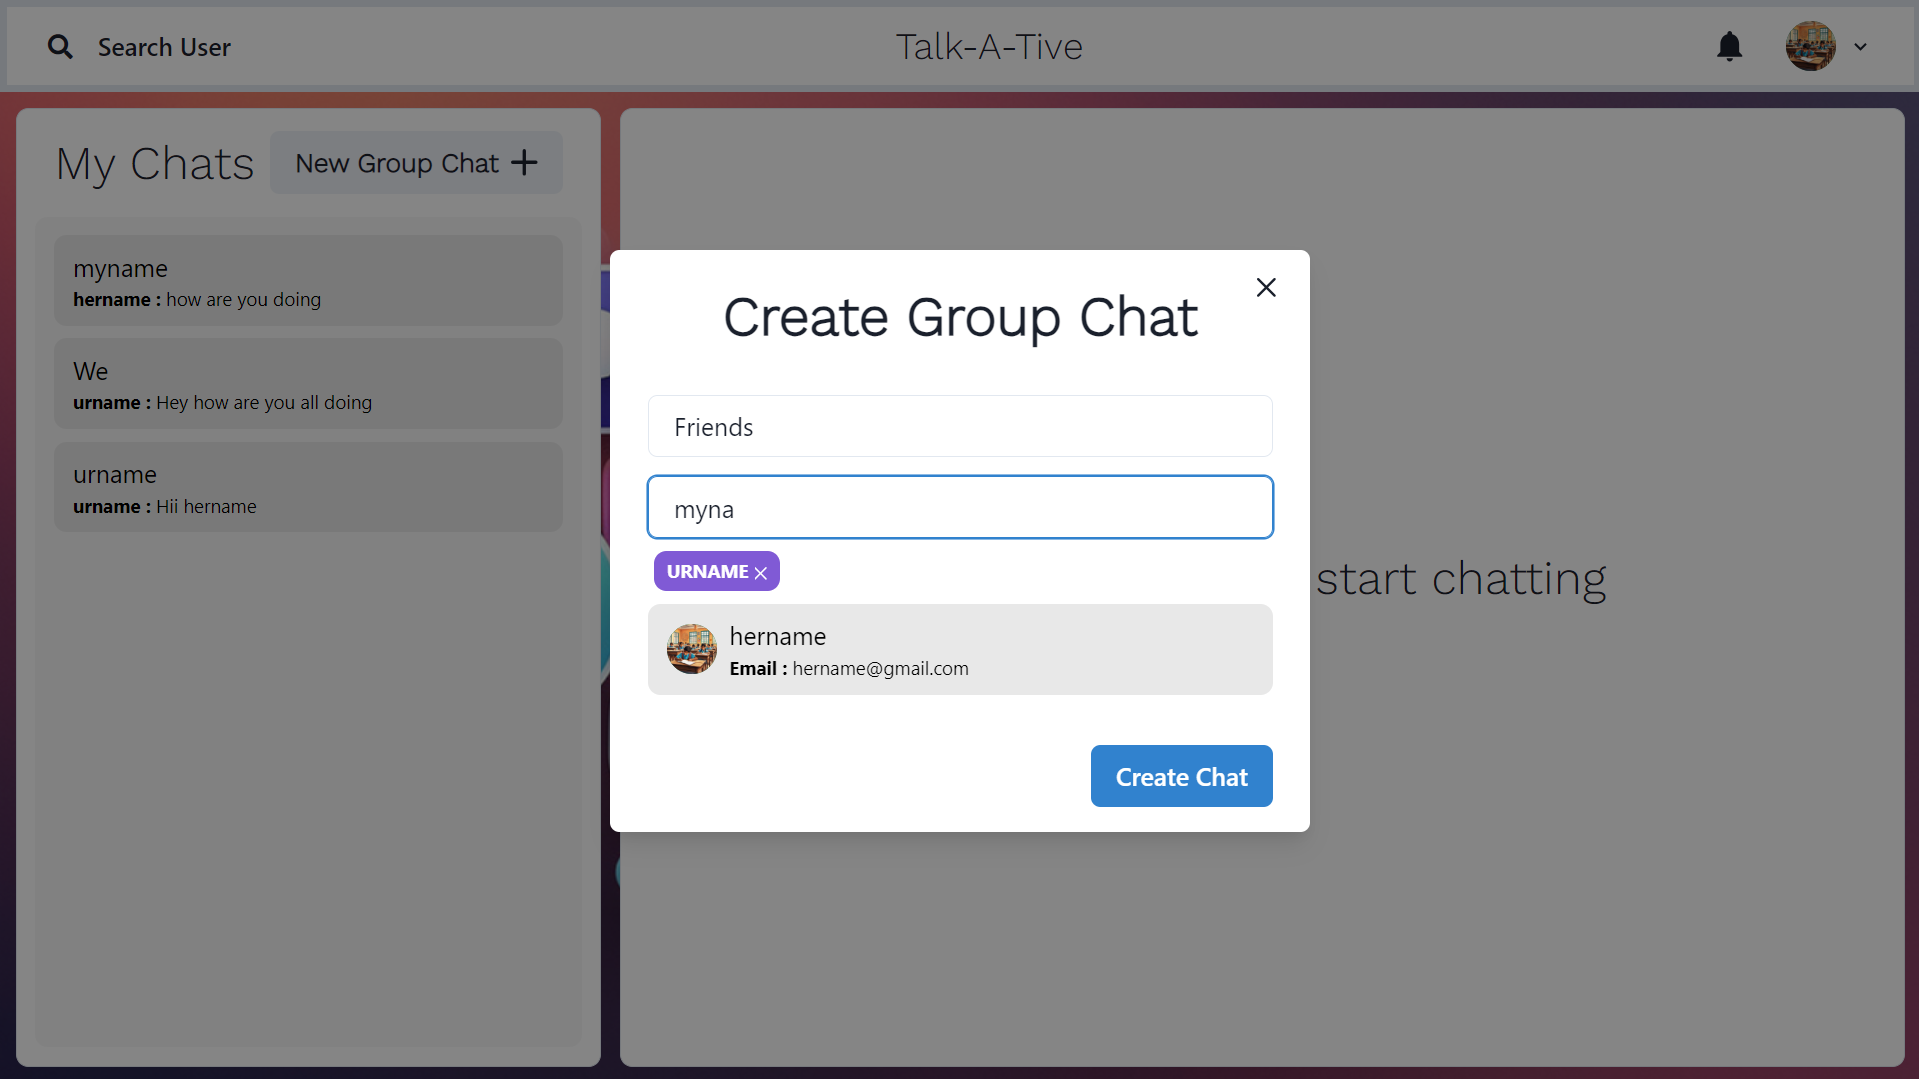 Search User
Talk-A-Tive
My Chats
New Group Chat
myname
hername : how are you doing
We
urname : Hey how are you all doing
urname
urname : Hii hername
Create Group Chat
Friends
myna
URNAME
hername
Email : hername@gmail.com
Create Chat
start chatting